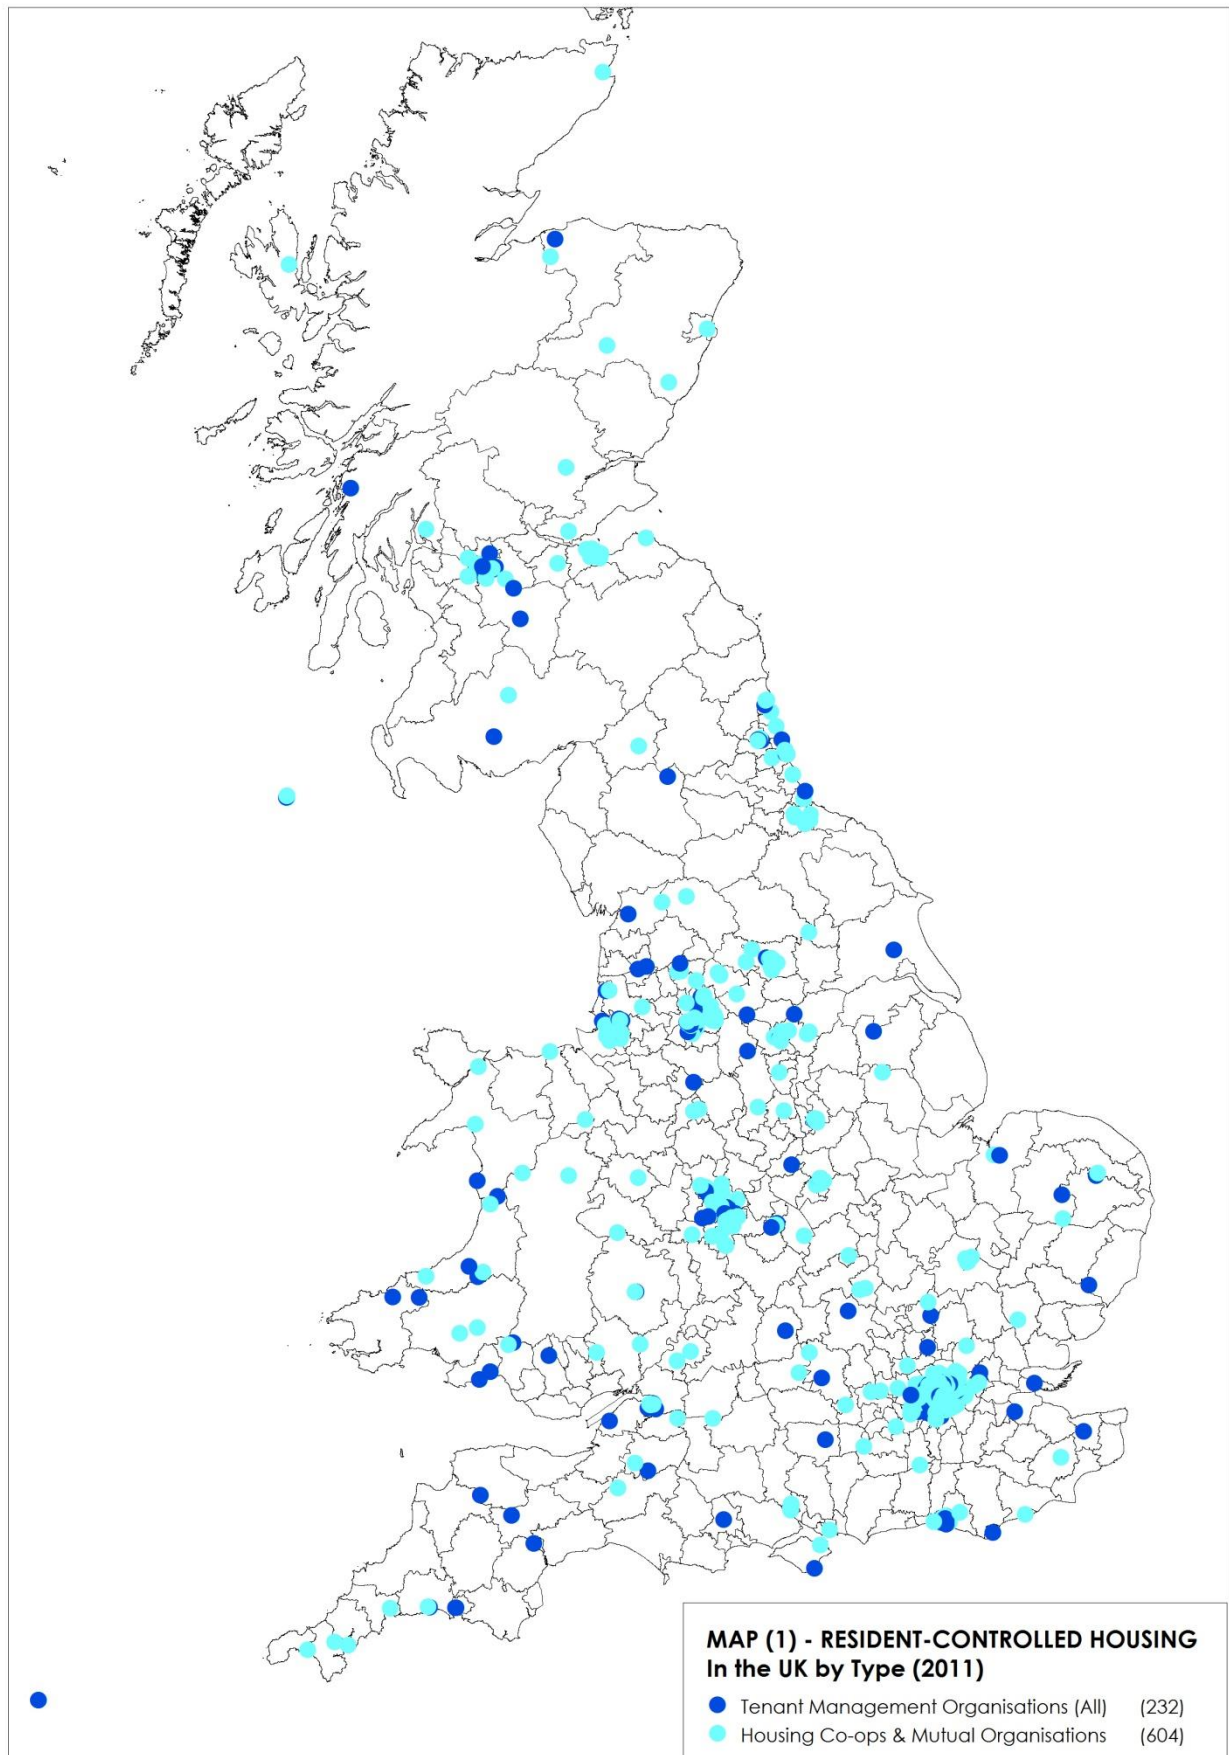 MAP (1) - RESIDENT-CONTROLLED HOUSING
In the UK by Type (2011)
Tenant Management Organisations (All) (232)
Housing Co-ops & Mutual Organisations (604)